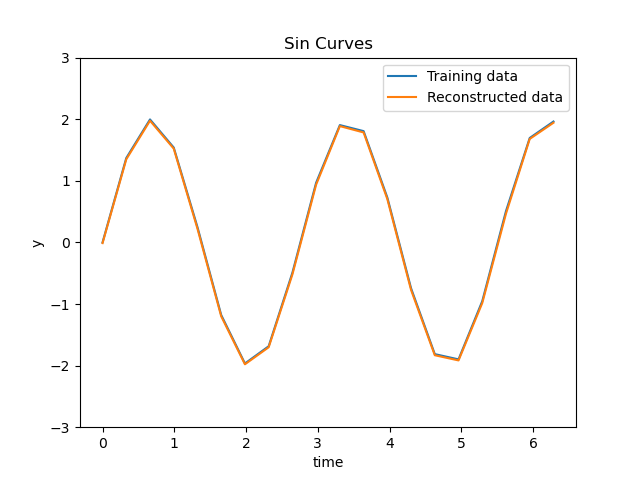 Sin Curves
Training data
Reconstructed data
3
2
1
0
−1
−2
−3
y
0 1 2 3 4 5 6
time